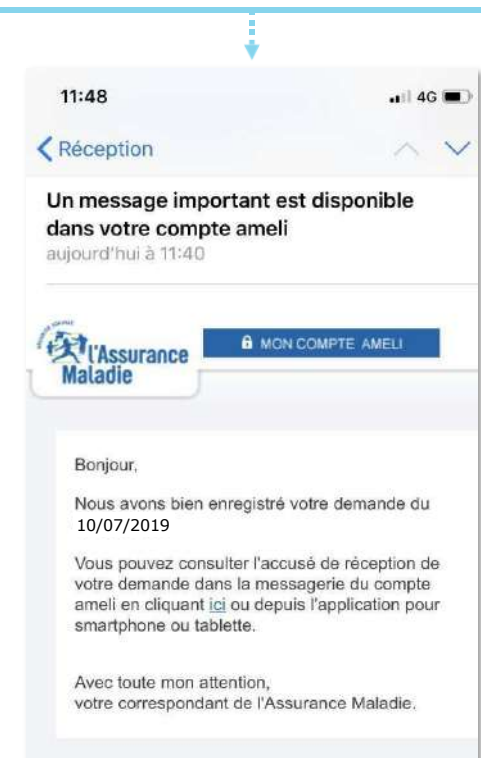 11:48
4G
Réception
Un message important est disponible
dans votre compte ameli
aujourd'hui à 11:40
l'Assurance
Maladie
MON COMPTE AMELI
Bonjour,
Nous avons bien enregistré votre demande du
10/07/2019
Vous pouvez consulter l'accusé de réception de
votre demande dans la messagerie du compte
ameli en cliquant ici ou depuis l'application pour
smartphone ou tablette.
Avec toute mon attention,
votre correspondant de l'Assurance Maladie.